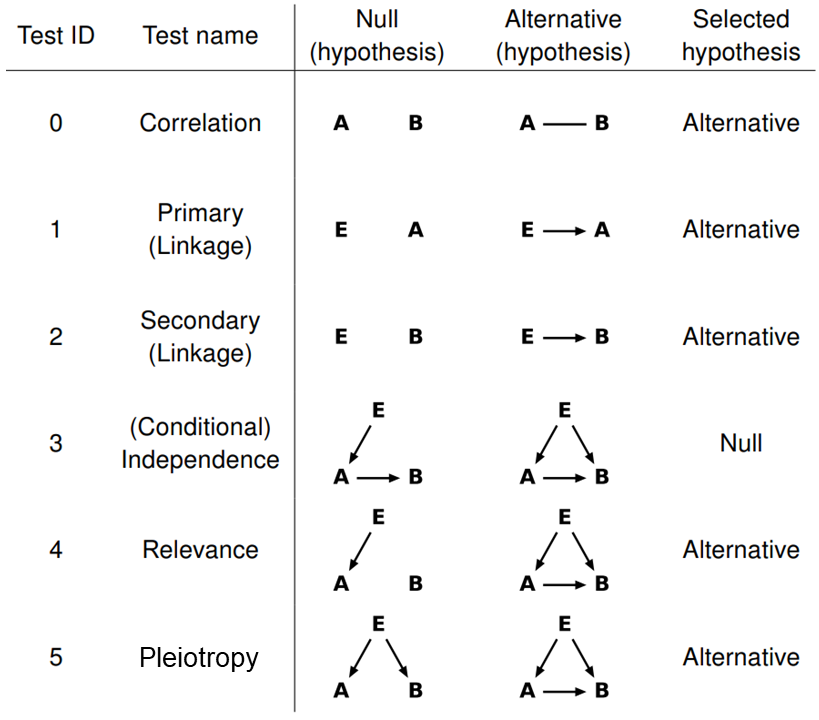 Test ID Test name Null (hypothesis) Alternative (hypothesis) Selected hypothesis
0 Correlation A B A B Alternative
1 Primary (Linkage) E A E A Alternative
2 Secondary (Linkage) E B E B Alternative
E E
3 (Conditional) Independence Null
A B A B
E E
4 Relevance Alternative
A B A B
E E
5 Pleiotropy Alternative
A B A B